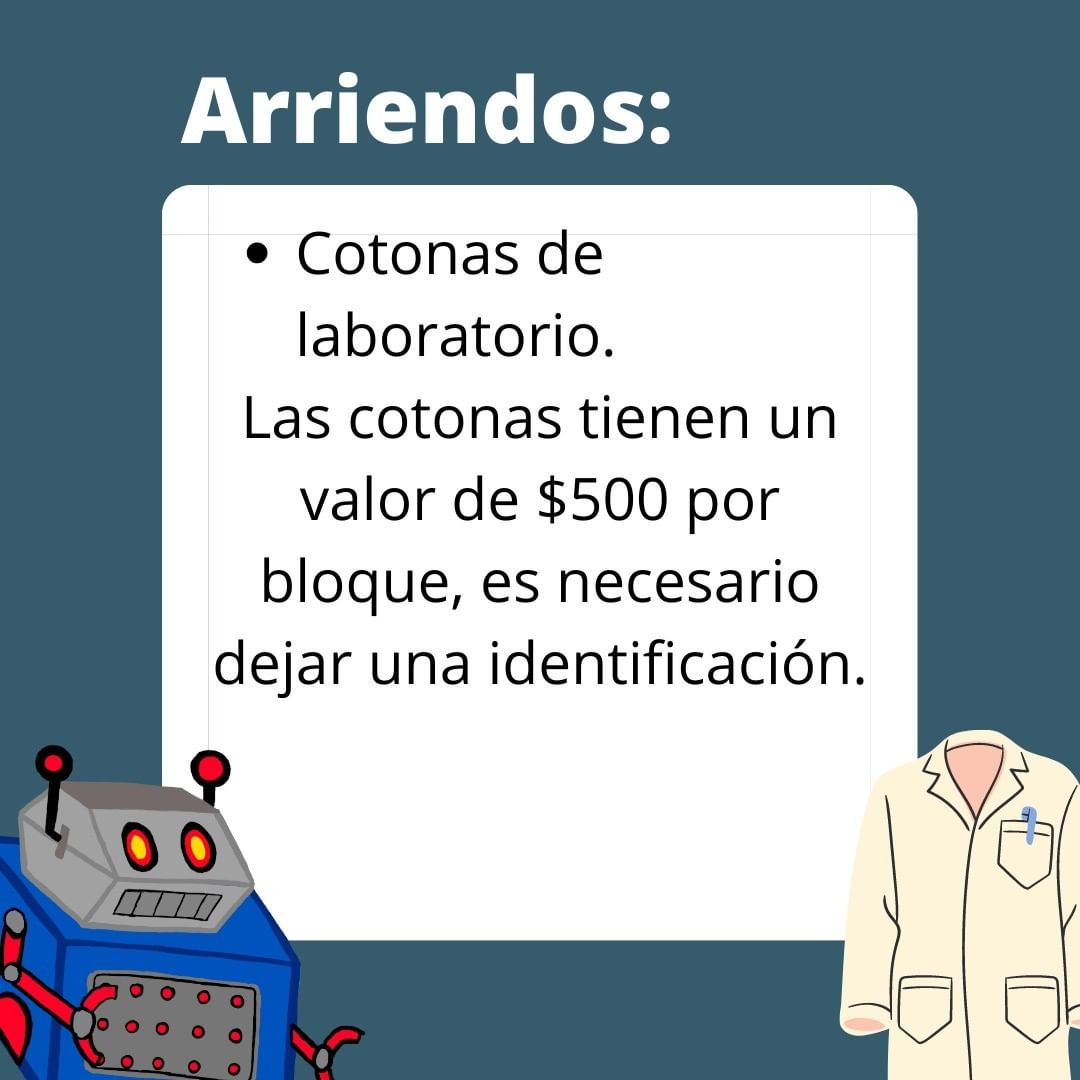 Arriendos:
• Cotonas de
laboratorio.
Las cotonas tienen un
valor de $500 por
bloque, es necesario
dejar una identificación.